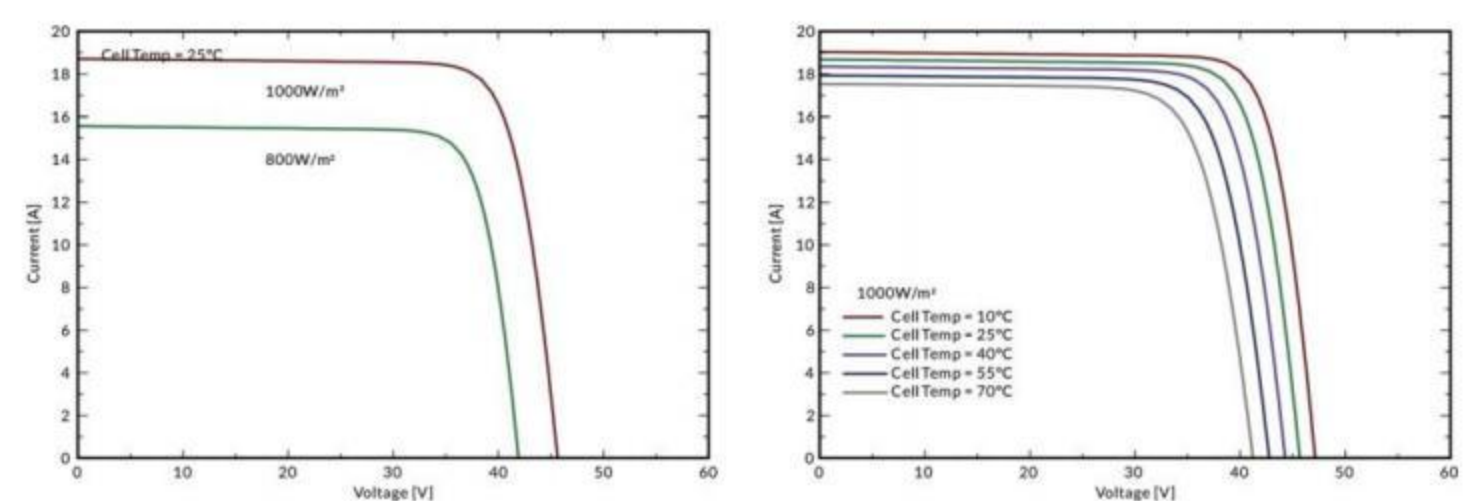 20
18
16
14
12
10
8
6
4
2
0
Current [A]
Cell Temp = 25°C
1000W/m²
800W/m²
0 10 20 30 40 50 60
Voltage [V]
20
18
16
14
12
10
8
6
4
2
0
Current [A]
1000W/m²
Cell Temp = 10°C
Cell Temp = 25°C
Cell Temp = 40°C
Cell Temp = 55°C
Cell Temp = 70°C
0 10 20 30 40 50 60
Voltage [V]